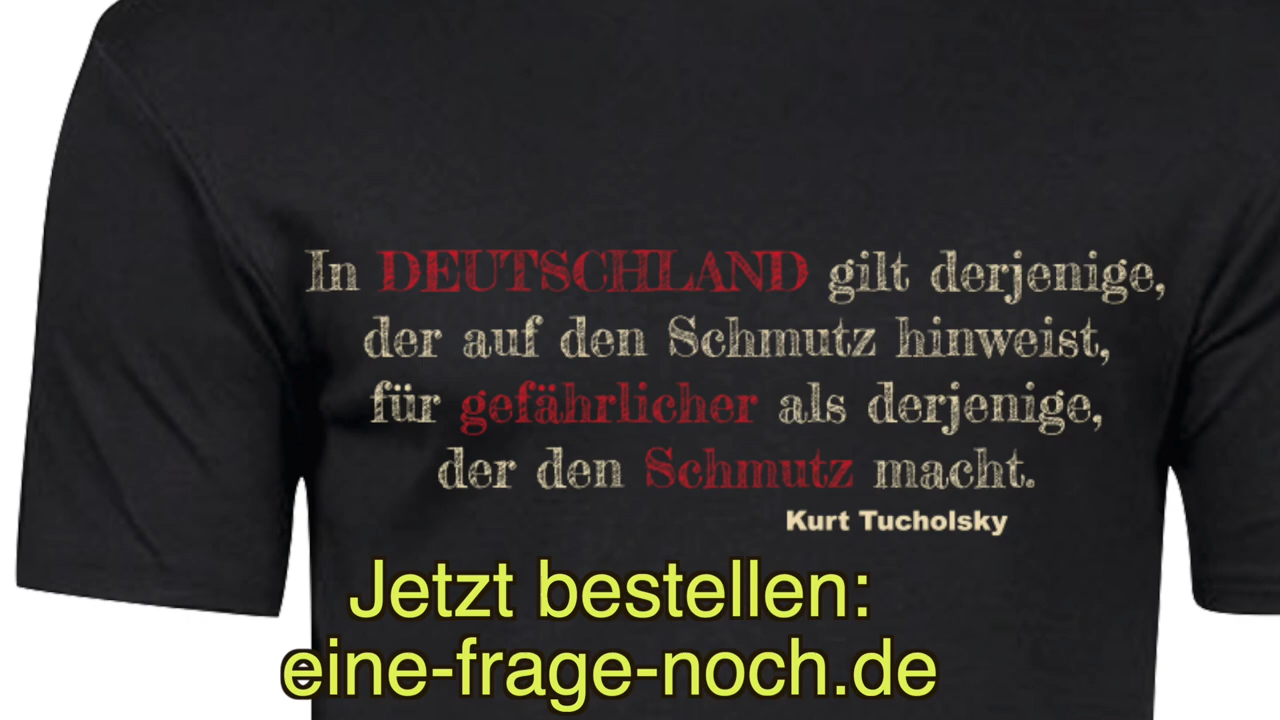 In DEUTSCHLAND gilt derjenige,
der auf den Schmutz hinweist,
für gefährlicher als derjenige,
der den Schmutz macht.
Kurt Tucholsky
Jetzt bestellen:
eine-frage-noch.de